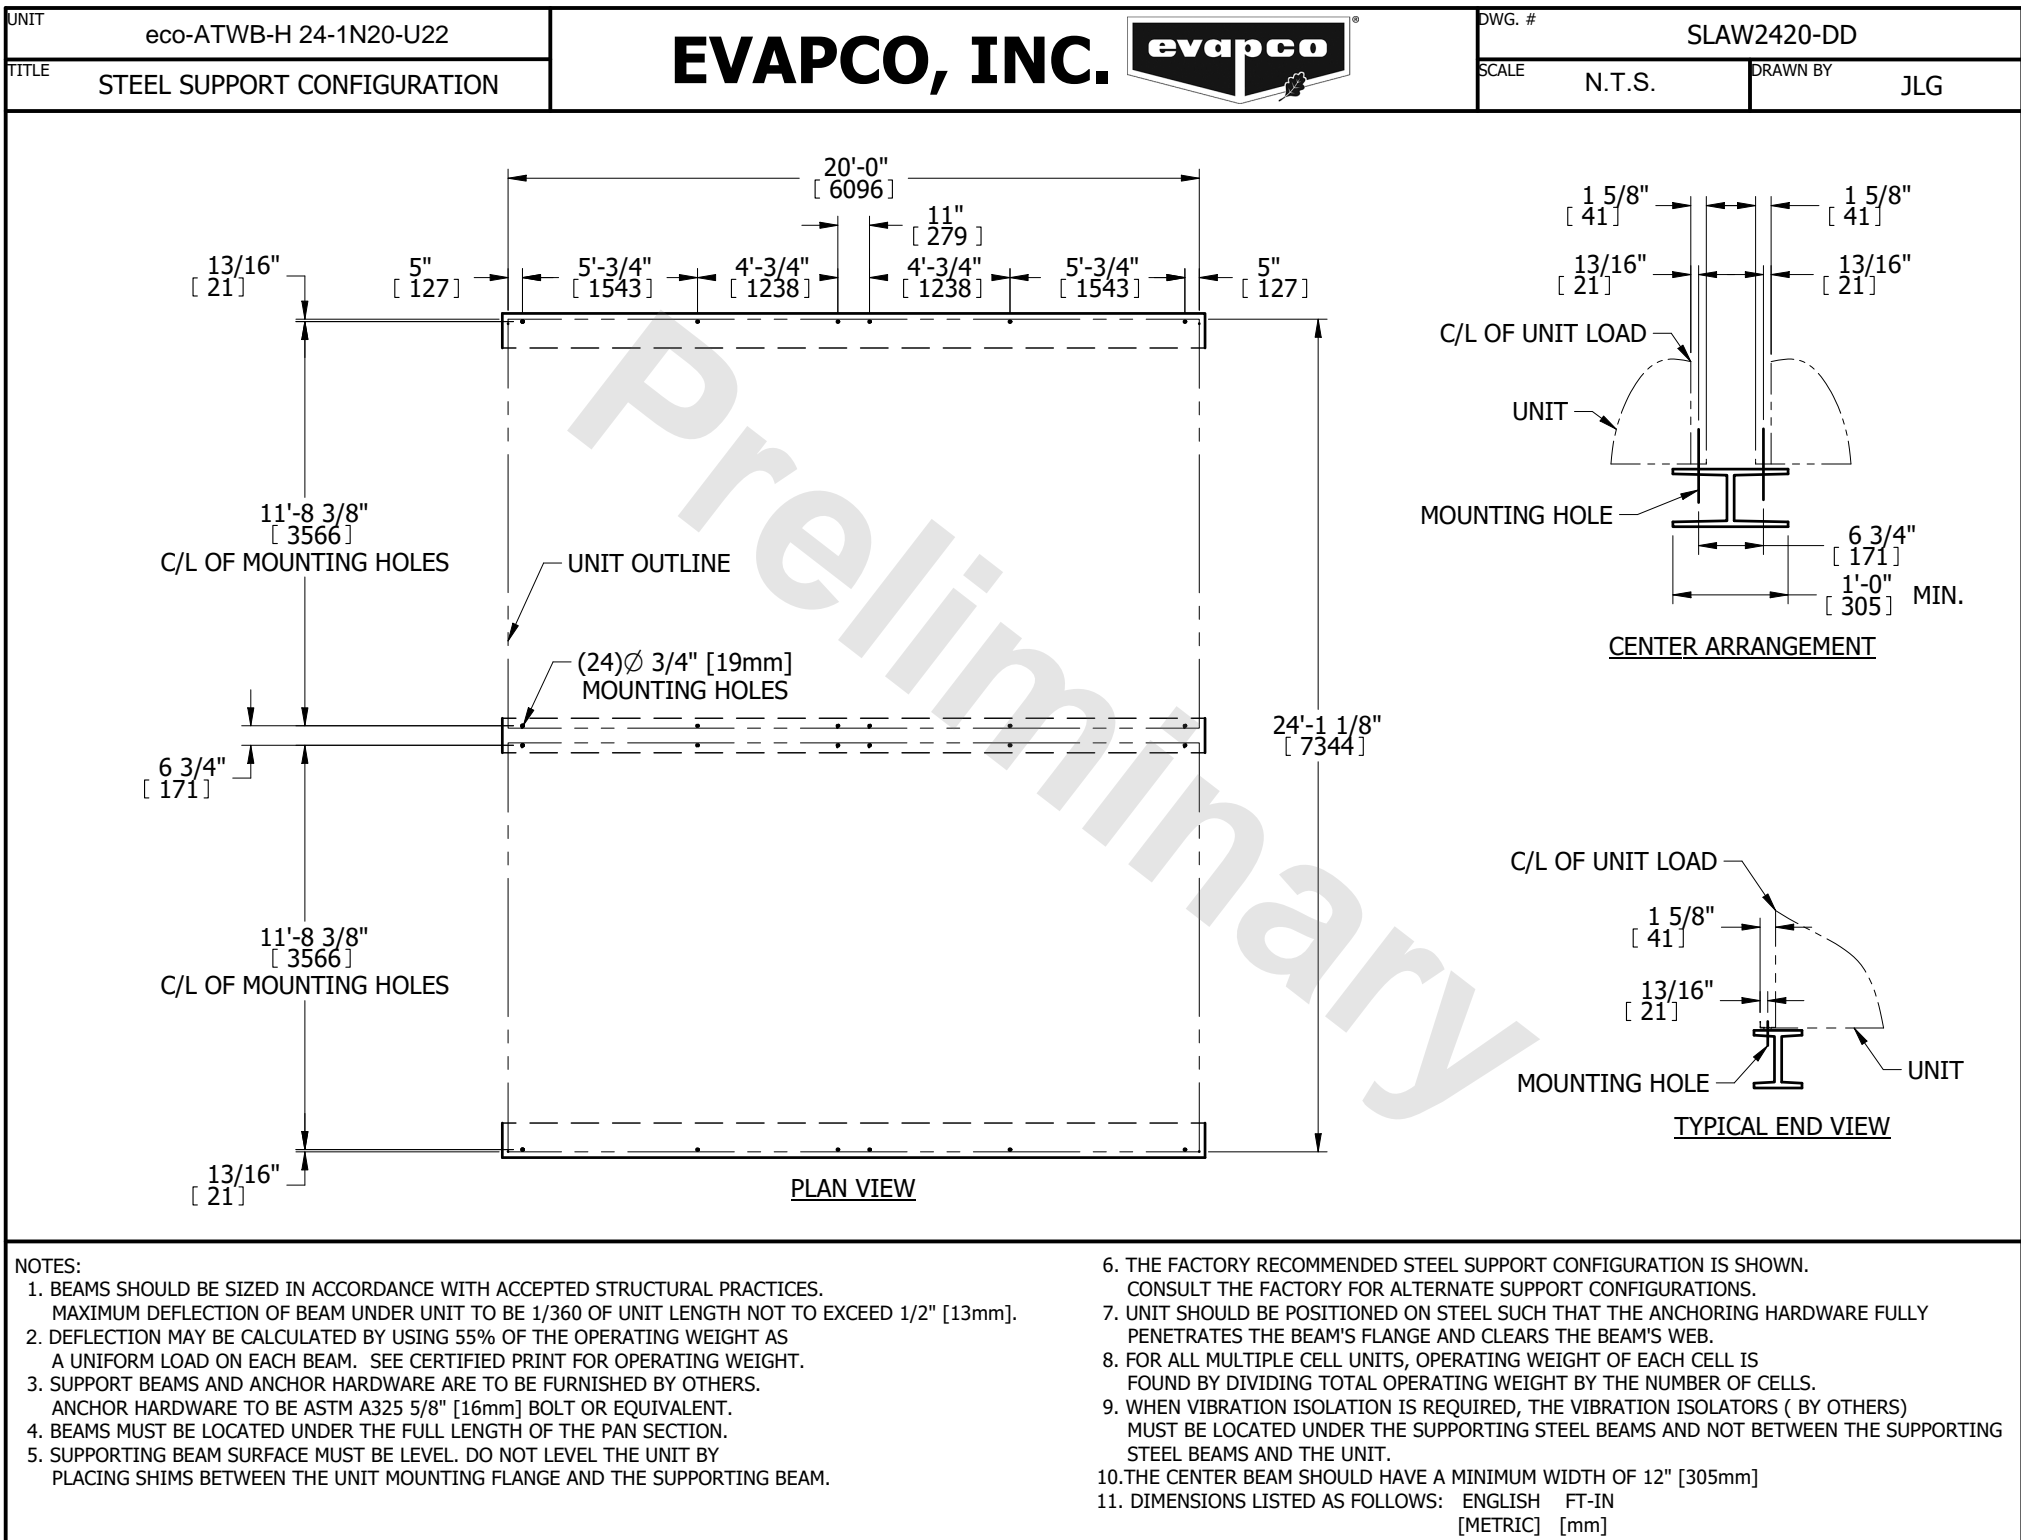 UNIT
eco-ATWB-H 24-1N20-U22
TITLE
STEEL SUPPORT CONFIGURATION
EVAPCO, INC.
evapco
®
DWG. #
SLAW2420-DD
SCALE
N.T.S.
DRAWN BY
JLG
20'-0"
[ 6096 ]
11"
[ 279 ]
13/16"
[ 21 ]
5"
[ 127 ]
5'-3/4"
[ 1543 ]
4'-3/4"
[ 1238 ]
4'-3/4"
[ 1238 ]
5'-3/4"
[ 1543 ]
5"
[ 127 ]
11'-8 3/8"
[ 3566 ]
C/L OF MOUNTING HOLES
UNIT OUTLINE
(24)Ø 3/4" [19mm]
MOUNTING HOLES
6 3/4"
[ 171 ]
24'-1 1/8"
[ 7344 ]
11'-8 3/8"
[ 3566 ]
C/L OF MOUNTING HOLES
13/16"
[ 21 ]
PLAN VIEW
Preliminary
1 5/8"
[ 41 ]
1 5/8"
[ 41 ]
13/16"
[ 21 ]
13/16"
[ 21 ]
C/L OF UNIT LOAD
UNIT
MOUNTING HOLE
6 3/4"
[ 171 ]
1'-0"
[ 305 ] MIN.
CENTER ARRANGEMENT
C/L OF UNIT LOAD
1 5/8"
[ 41 ]
13/16"
[ 21 ]
MOUNTING HOLE
UNIT
TYPICAL END VIEW
NOTES:
1. BEAMS SHOULD BE SIZED IN ACCORDANCE WITH ACCEPTED STRUCTURAL PRACTICES.
MAXIMUM DEFLECTION OF BEAM UNDER UNIT TO BE 1/360 OF UNIT LENGTH NOT TO EXCEED 1/2" [13mm].
2. DEFLECTION MAY BE CALCULATED BY USING 55% OF THE OPERATING WEIGHT AS
A UNIFORM LOAD ON EACH BEAM. SEE CERTIFIED PRINT FOR OPERATING WEIGHT.
3. SUPPORT BEAMS AND ANCHOR HARDWARE ARE TO BE FURNISHED BY OTHERS.
ANCHOR HARDWARE TO BE ASTM A325 5/8" [16mm] BOLT OR EQUIVALENT.
4. BEAMS MUST BE LOCATED UNDER THE FULL LENGTH OF THE PAN SECTION.
5. SUPPORTING BEAM SURFACE MUST BE LEVEL. DO NOT LEVEL THE UNIT BY
PLACING SHIMS BETWEEN THE UNIT MOUNTING FLANGE AND THE SUPPORTING BEAM.
6. THE FACTORY RECOMMENDED STEEL SUPPORT CONFIGURATION IS SHOWN.
CONSULT THE FACTORY FOR ALTERNATE SUPPORT CONFIGURATIONS.
7. UNIT SHOULD BE POSITIONED ON STEEL SUCH THAT THE ANCHORING HARDWARE FULLY
PENETRATES THE BEAM'S FLANGE AND CLEARS THE BEAM'S WEB.
8. FOR ALL MULTIPLE CELL UNITS, OPERATING WEIGHT OF EACH CELL IS
FOUND BY DIVIDING TOTAL OPERATING WEIGHT BY THE NUMBER OF CELLS.
9. WHEN VIBRATION ISOLATION IS REQUIRED, THE VIBRATION ISOLATORS ( BY OTHERS)
MUST BE LOCATED UNDER THE SUPPORTING STEEL BEAMS AND NOT BETWEEN THE SUPPORTING
STEEL BEAMS AND THE UNIT.
10.THE CENTER BEAM SHOULD HAVE A MINIMUM WIDTH OF 12" [305mm]
11. DIMENSIONS LISTED AS FOLLOWS: ENGLISH FT-IN
[METRIC] [mm]